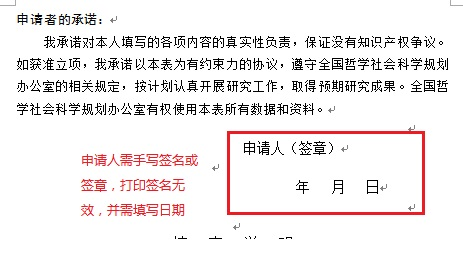 申请者的承诺：
我承诺对本人填写的各项内容的真实性负责，保证没有知识产权争议。
如获准立项，我承诺以本表为有约束力的协议，遵守全国哲学社会科学规划
办公室的相关规定，按计划认真开展研究工作，取得预期研究成果。全国哲
学社会科学规划办公室有权使用本表所有数据和资料。
申请人（签章）
年 月 日
申请人需手写签名或
签章，打印签名无
效，并需填写日期